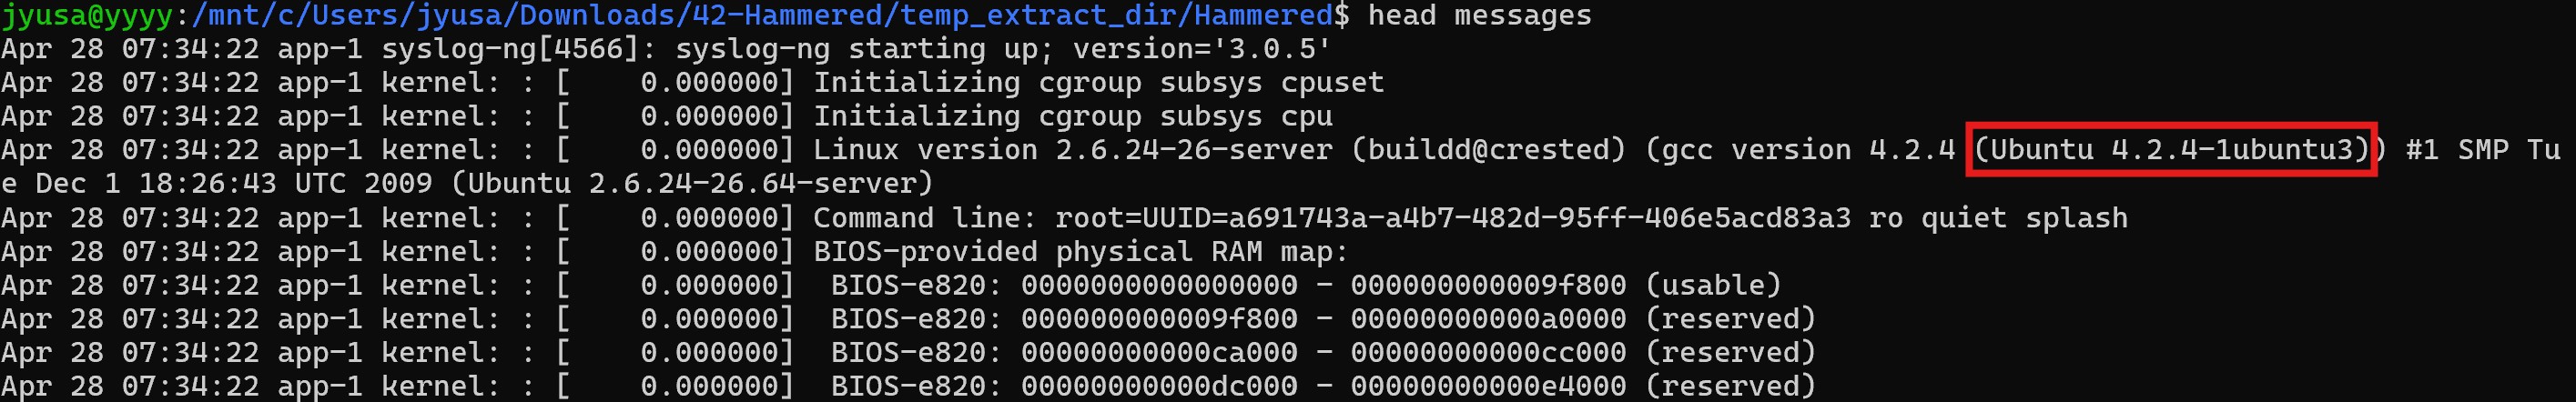 jyusa@yyyy:/mnt/c/Users/jyusa/Downloads/42-Hammered/temp_extract_dir/Hammered$ head messages
Apr 28 07:34:22 app-1 syslog-ng[4566]: syslog-ng starting up; version='3.0.5'
Apr 28 07:34:22 app-1 kernel: : [    0.000000] Initializing cgroup subsys cpuset
Apr 28 07:34:22 app-1 kernel: : [    0.000000] Initializing cgroup subsys cpu
Apr 28 07:34:22 app-1 kernel: : [    0.000000] Linux version 2.6.24-26-server (buildd@crested) (gcc version 4.2.4 (Ubuntu 4.2.4-1ubuntu3)) #1 SMP Tu
e Dec 1 18:26:43 UTC 2009 (Ubuntu 2.6.24-26.64-server)
Apr 28 07:34:22 app-1 kernel: : [    0.000000] Command line: root=UUID=a691743a-a4b7-482d-95ff-406e5acd83a3 ro quiet splash
Apr 28 07:34:22 app-1 kernel: : [    0.000000] BIOS-provided physical RAM map:
Apr 28 07:34:22 app-1 kernel: : [    0.000000]  BIOS-e820: 0000000000000000 - 000000000009f800 (usable)
Apr 28 07:34:22 app-1 kernel: : [    0.000000]  BIOS-e820: 000000000009f800 - 00000000000a0000 (reserved)
Apr 28 07:34:22 app-1 kernel: : [    0.000000]  BIOS-e820: 00000000000ca000 - 00000000000cc000 (reserved)
Apr 28 07:34:22 app-1 kernel: : [    0.000000]  BIOS-e820: 00000000000dc000 - 00000000000e4000 (reserved)